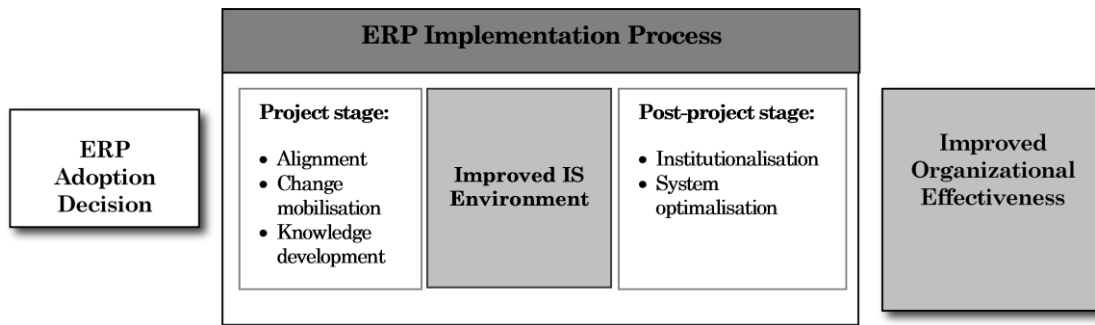 ERP Implementation Process
ERP
Adoption
Decision
Project stage:
• Alignment
• Change
mobilisation
• Knowledge
development
Improved IS
Environment
Post-project stage:
• Institutionalisation
• System
optimalisation
Improved
Organizational
Effectiveness